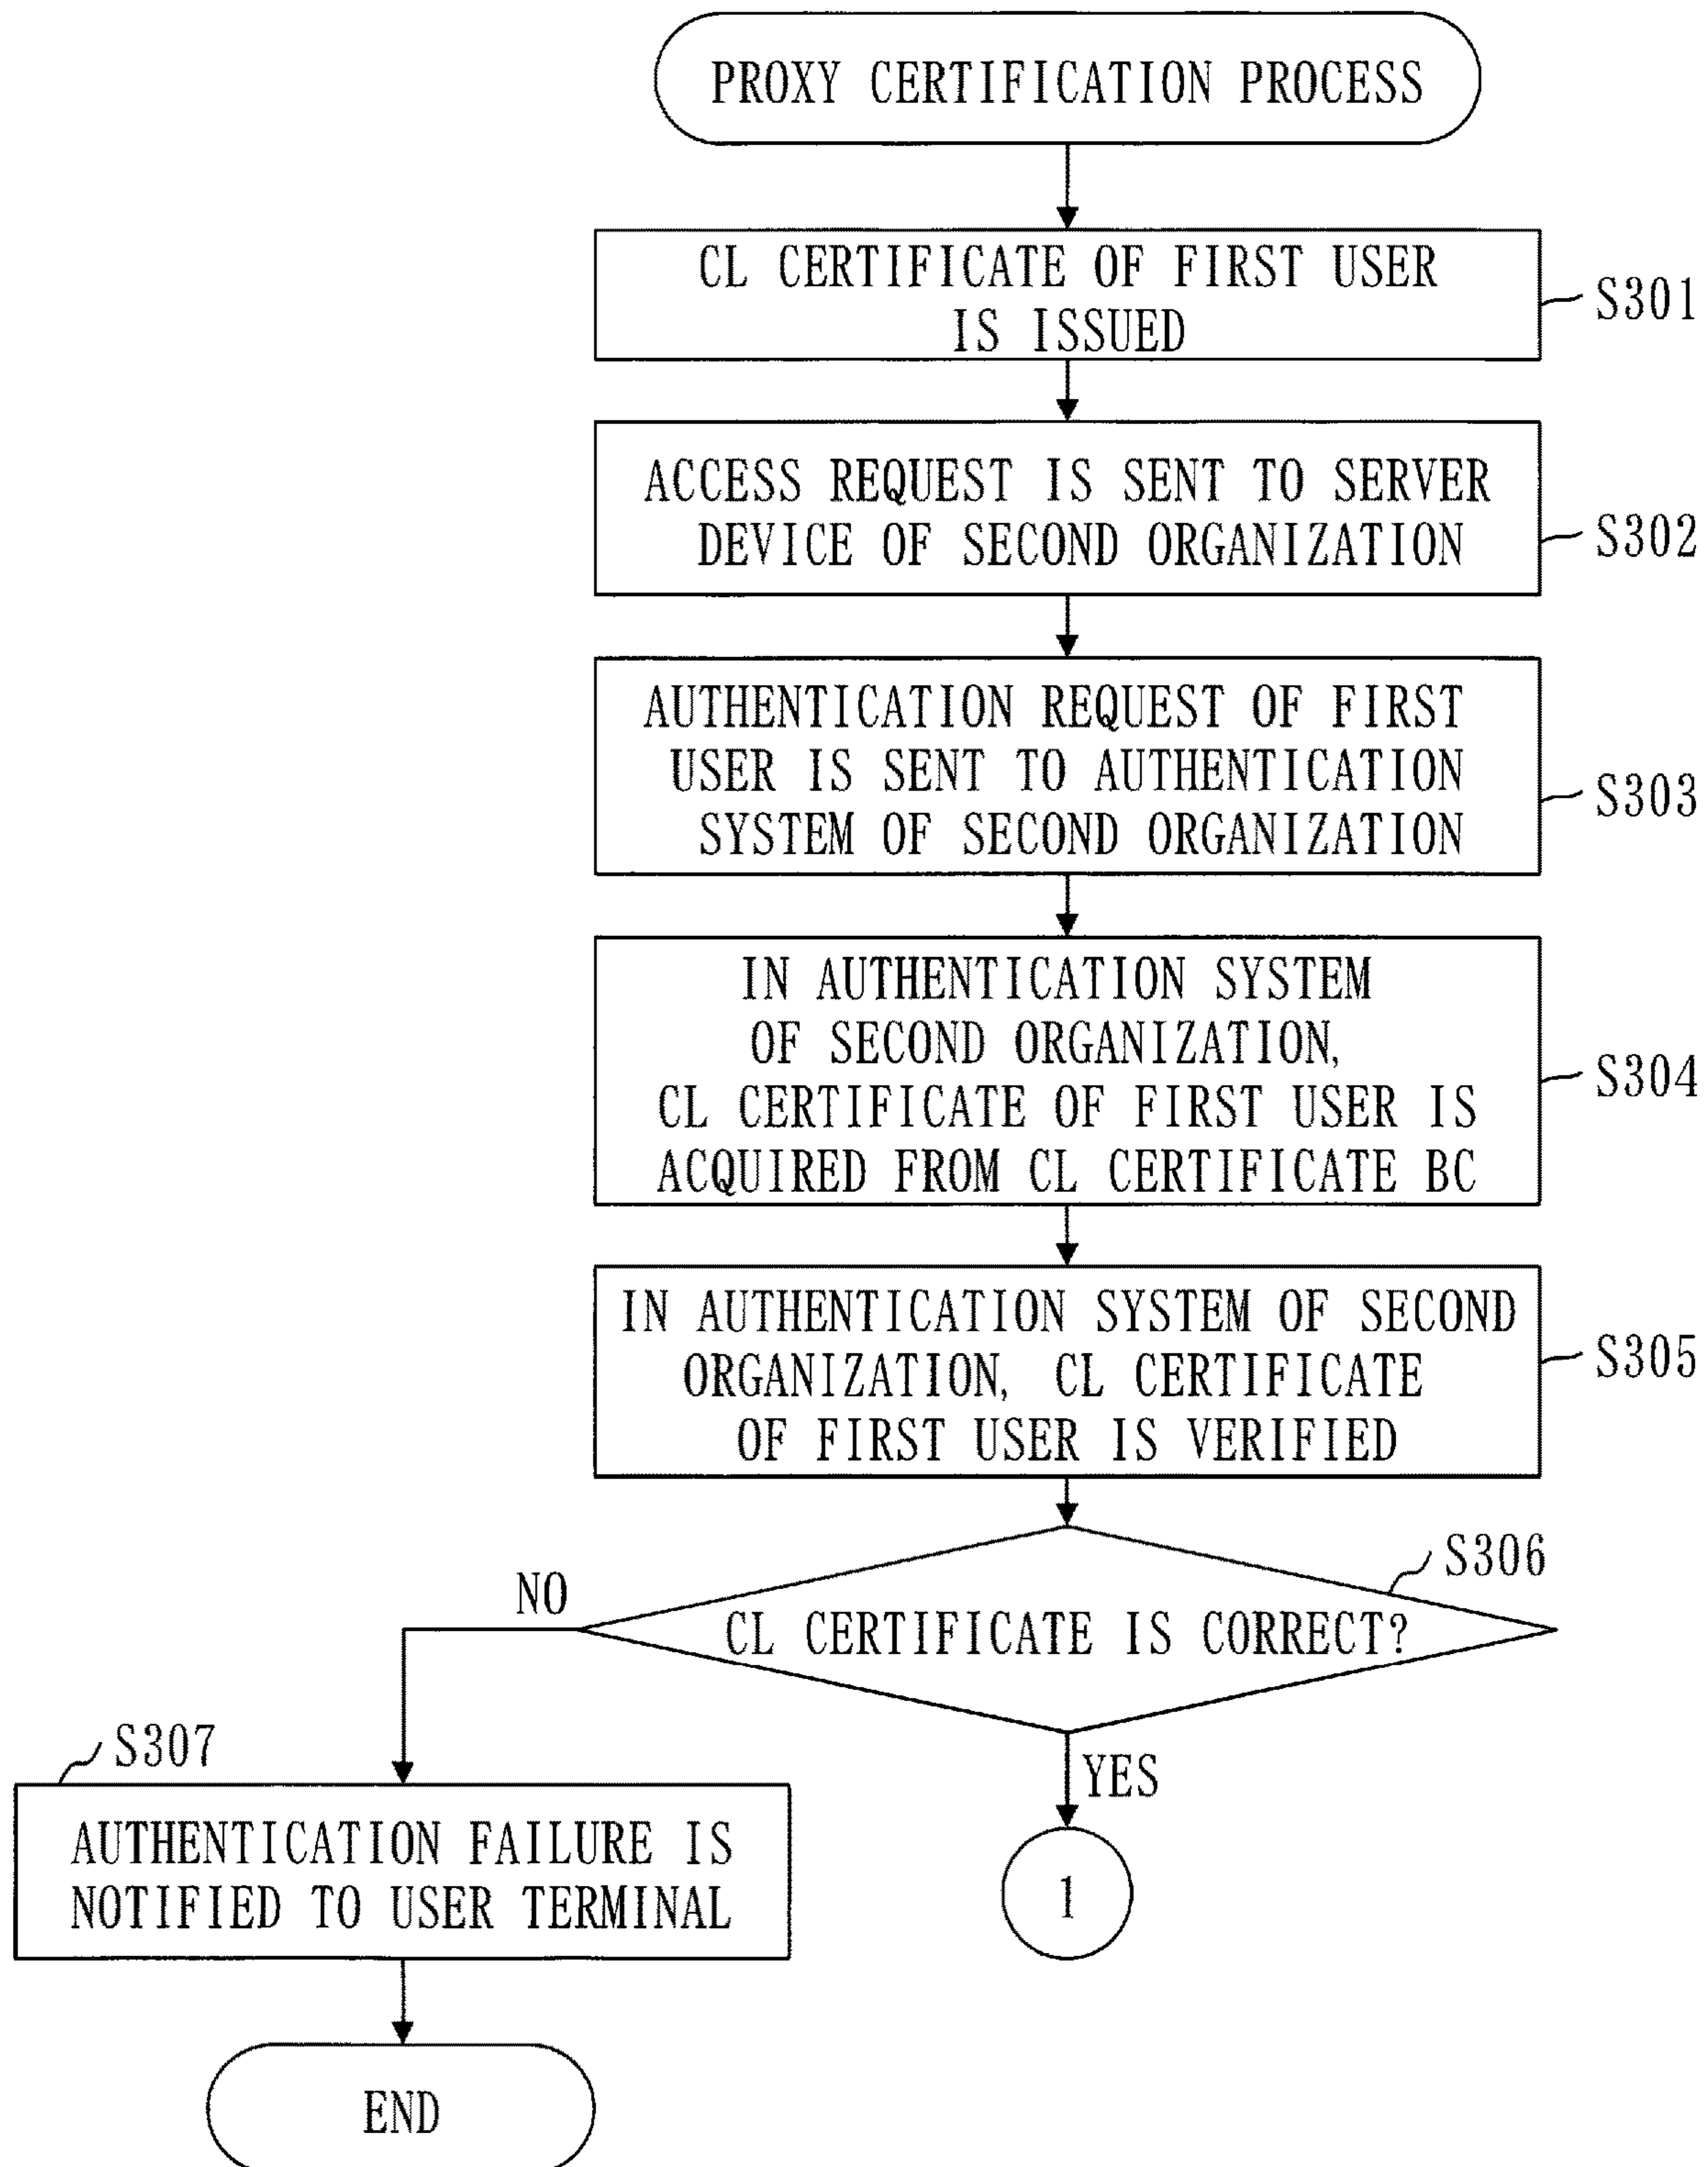 PROXY CERTIFICATION PROCESS
CL CERTIFICATE OF FIRST USER
IS ISSUED
S301
ACCESS REQUEST IS SENT TO SERVER
DEVICE OF SECOND ORGANIZATION
S302
AUTHENTICATION REQUEST OF FIRST
USER IS SENT TO AUTHENTICATION
SYSTEM OF SECOND ORGANIZATION
S303
IN AUTHENTICATION SYSTEM
OF SECOND ORGANIZATION,
CL CERTIFICATE OF FIRST USER IS
ACQUIRED FROM CL CERTIFICATE BC
S304
IN AUTHENTICATION SYSTEM OF SECOND
ORGANIZATION, CL CERTIFICATE
OF FIRST USER IS VERIFIED
S305
S306
NO
CL CERTIFICATE IS CORRECT?
S307
YES
AUTHENTICATION FAILURE IS
NOTIFIED TO USER TERMINAL
1
END